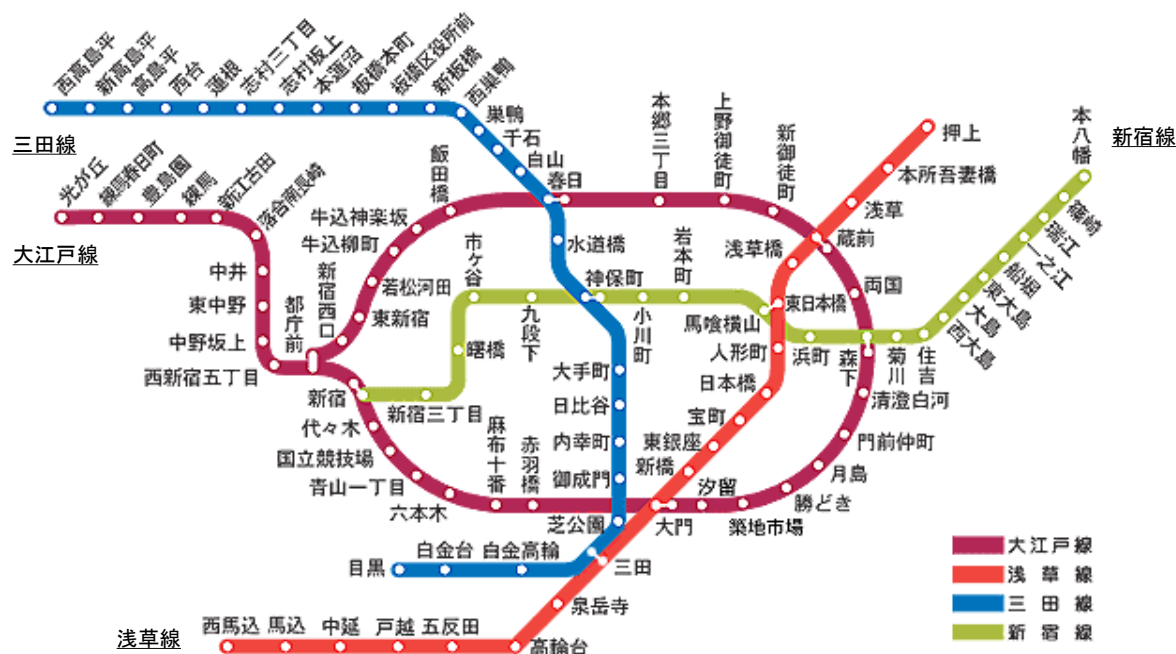 西高島平
新高島平
高島平
西台
蓮根
志村三丁目
志村坂上
本蓮沼
板橋本町
板橋区役所前
新板橋
西巣鴨
巣鴨
千石
白山
春日
三田線
光が丘
練馬春日町
豊島園
練馬
新江古田
落合南長崎
大江戸線
中井
東中野
中野坂上
西新宿五丁目
都庁前
新宿西口
東新宿
若松河田
牛込柳町
牛込神楽坂
飯田橋
本郷三丁目
上野御徒町
新御徒町
押上
本所吾妻橋
浅草
蔵前
浅草橋
両国
本八幡
新宿線
篠崎
瑞江
一之江
船堀
東大島
大島
西大島
住吉
菊川
森下
浜町
馬喰横山
東日本橋
岩本町
小川町
神保町
水道橋
九段下
市ヶ谷
曙橋
新宿三丁目
新宿
代々木
国立競技場
青山一丁目
六本木
麻布十番
赤羽橋
大手町
日比谷
内幸町
御成門
芝公園
人形町
日本橋
宝町
東銀座
新橋
大門
汐留
築地市場
勝どき
月島
門前仲町
清澄白河
目黒
白金台
白金高輪
三田
泉岳寺
高輪台
五反田
戸越
中延
馬込
西馬込
浅草線
大江戸線
浅草線
三田線
新宿線